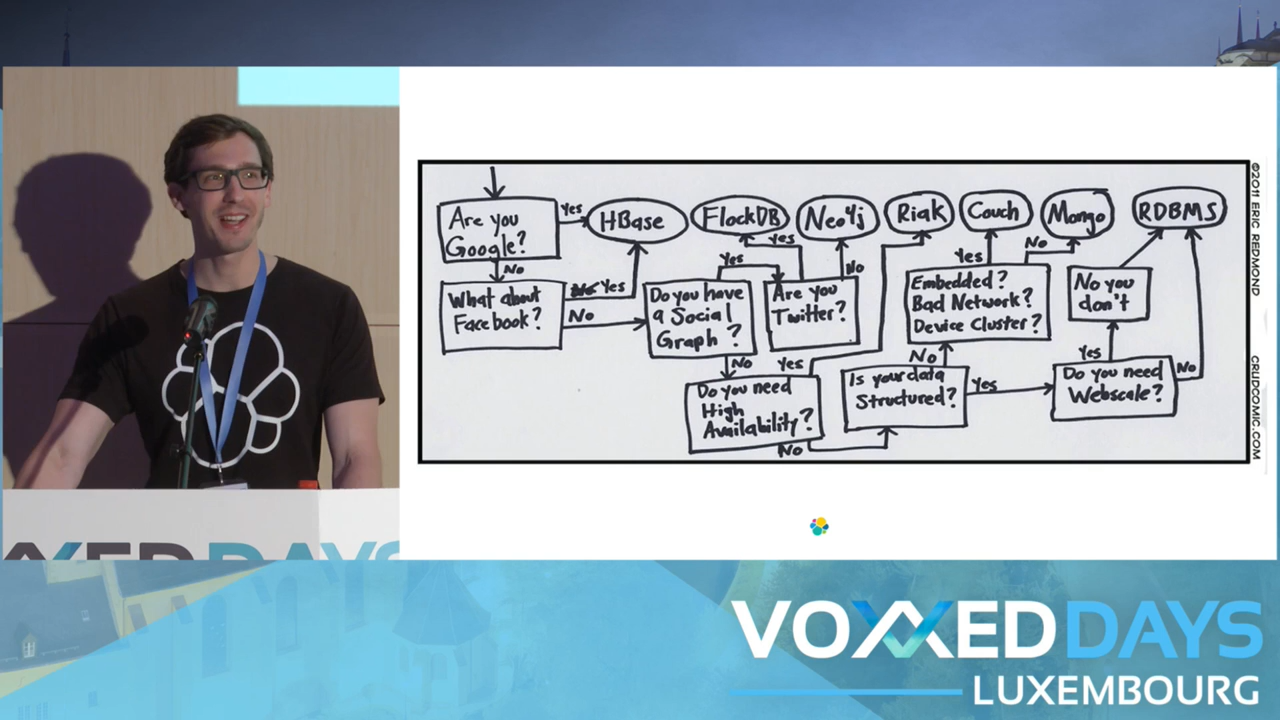 Are you
Google?
Yes
HBase
FlockDB
Neo4j
Riak
Couch
Mongo
RDBMS
No
What about
Facebook?
Yes
No
Do you have
a Social
Graph ?
Yes
Are you
Twitter?
Yes
No
Embedded?
Bad Network?
Device Cluster?
Yes
No
No you
don't
No
Do you need
High
Availability?
Yes
No
Is your data
Structured?
No
Yes
Do you need
Webscale?
Yes
No
©2011 ERIC REDMOND
CRUDCOMIC.COM
VOXXED DAYS
VOXXED DAYS
LUXEMBOURG